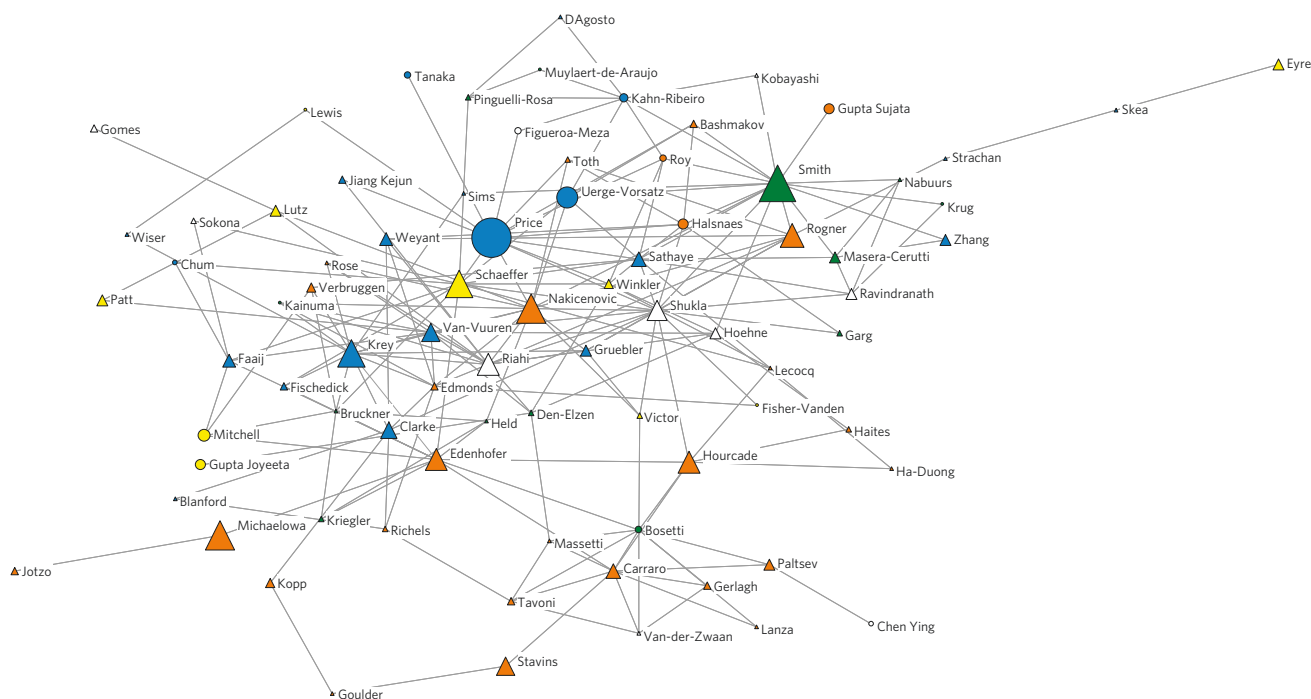 DAgosto
Eyre
Tanaka
Muylaert-de-Araujo
Kobayashi
Pinguelli-Rosa
Kahn-Ribeiro
Gupta Sujata
Skea
Lewis
Gomes
Figueroa-Meza
Bashmakov
Toth
Roy
Strachan
Smith
Jiang Kejun
Uerge-Vorsatz
Nabuurs
Sims
Lutz
Krug
Sokona
Price
Halsnaes
Rogner
Wiser
Weyant
Zhang
Chum
Rose
Sathaye
Masera-Cerutti
Schaeffer
Winkler
Verbruggen
Ravindranath
Patt
Kainuma
Nakicenovic
Shukla
Van-Vuuren
Hoehne
Garg
Krey
Riahi
Gruebler
Faaij
Lecocq
Fischedick
Edmonds
Fisher-Vanden
Bruckner
Den-Elzen
Victor
Held
Clarke
Haites
Mitchell
Edenhofer
Hourcade
Gupta Joyeeta
Ha-Duong
Blanford
Kriegler
Michaelowa
Richels
Bosetti
Massetti
Jotzo
Carraro
Paltsev
Kopp
Gerlagh
Tavoni
Chen Ying
Lanza
Van-der-Zwaan
Stavins
Goulder